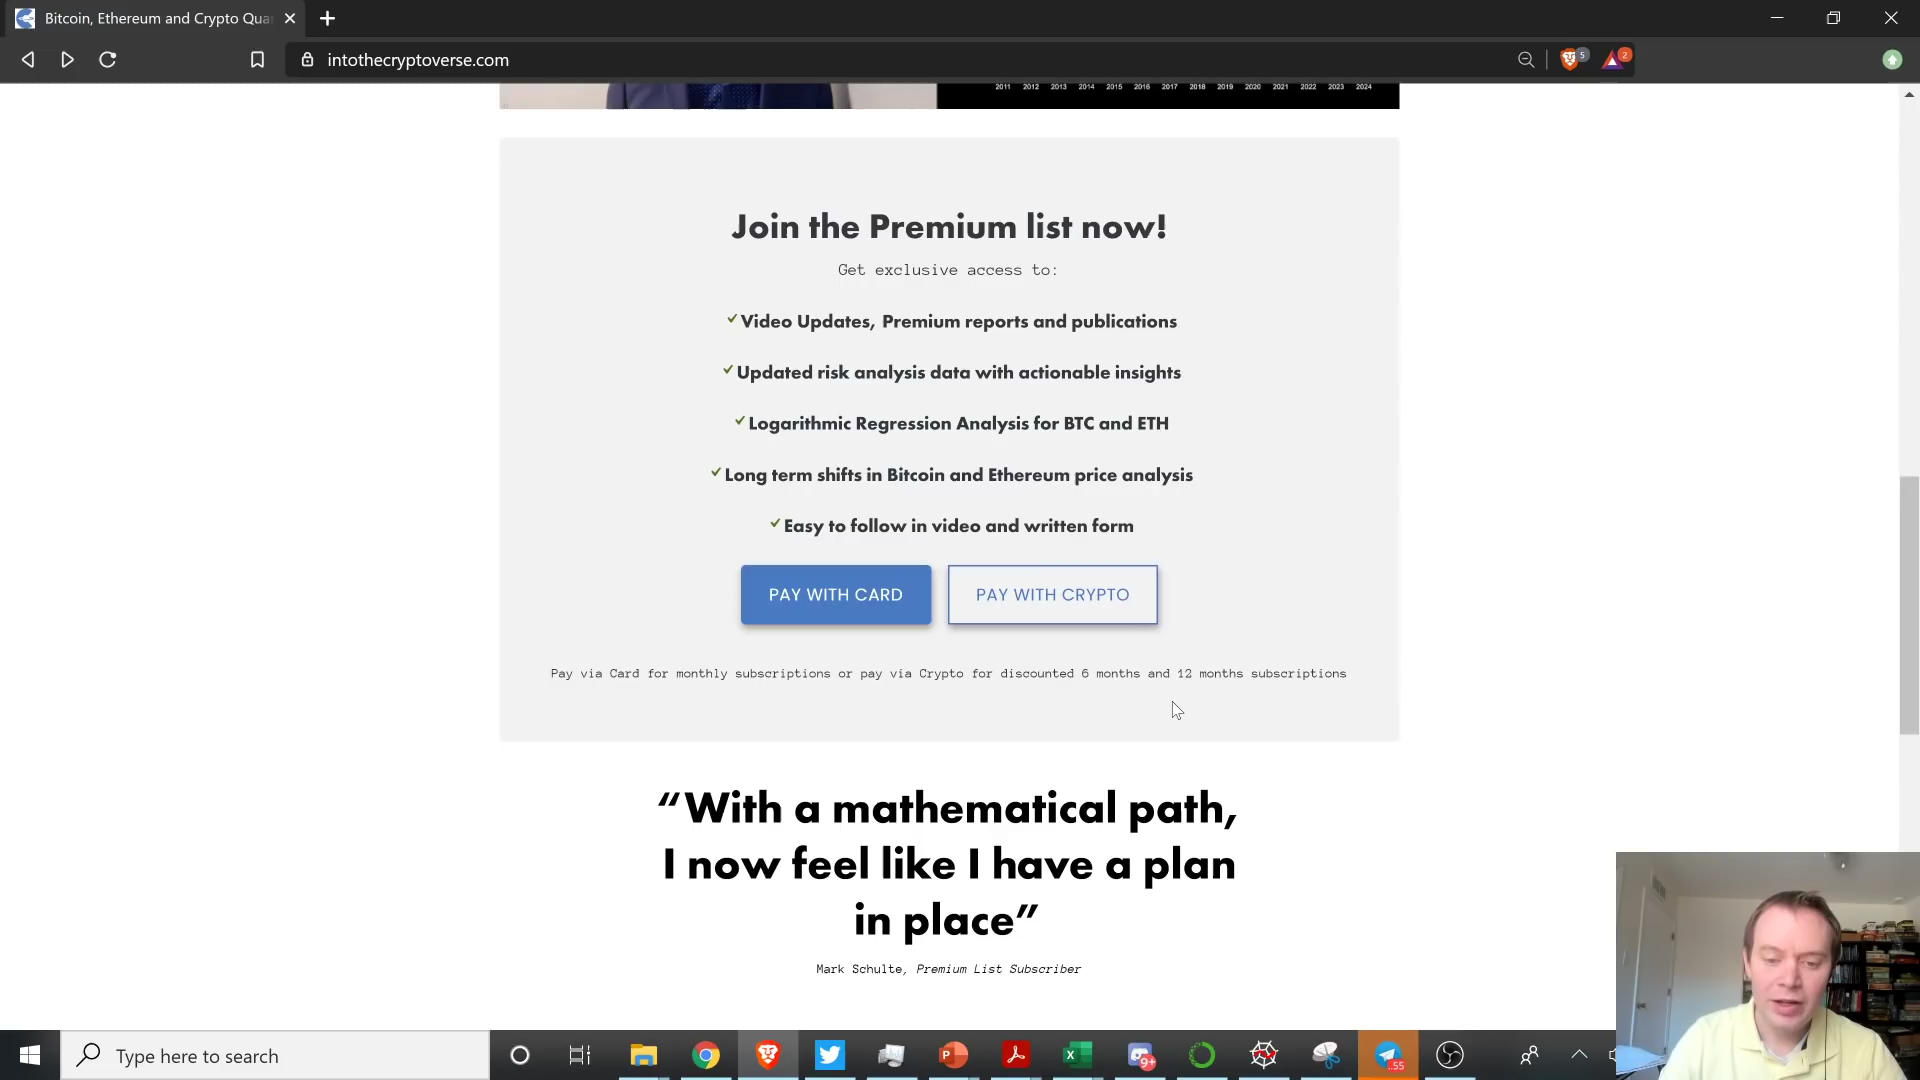 Bitcoin, Ethereum and Crypto Qua
intothecryptoverse.com
5
2
2011 2012 2013 2014 2015 2016 2017 2018 2019 2020 2021 2022 2023 2024
Join the Premium list now!
Get exclusive access to:
Video Updates, Premium reports and publications
Updated risk analysis data with actionable insights
Logarithmic Regression Analysis for BTC and ETH
Long term shifts in Bitcoin and Ethereum price analysis
Easy to follow in video and written form
PAY WITH CARD
PAY WITH CRYPTO
Pay via Card for monthly subscriptions or pay via Crypto for discounted 6 months and 12 months subscriptions
“With a mathematical path,
I now feel like I have a plan
in place”
Mark Schulte, Premium List Subscriber
Type here to search
9+
.55